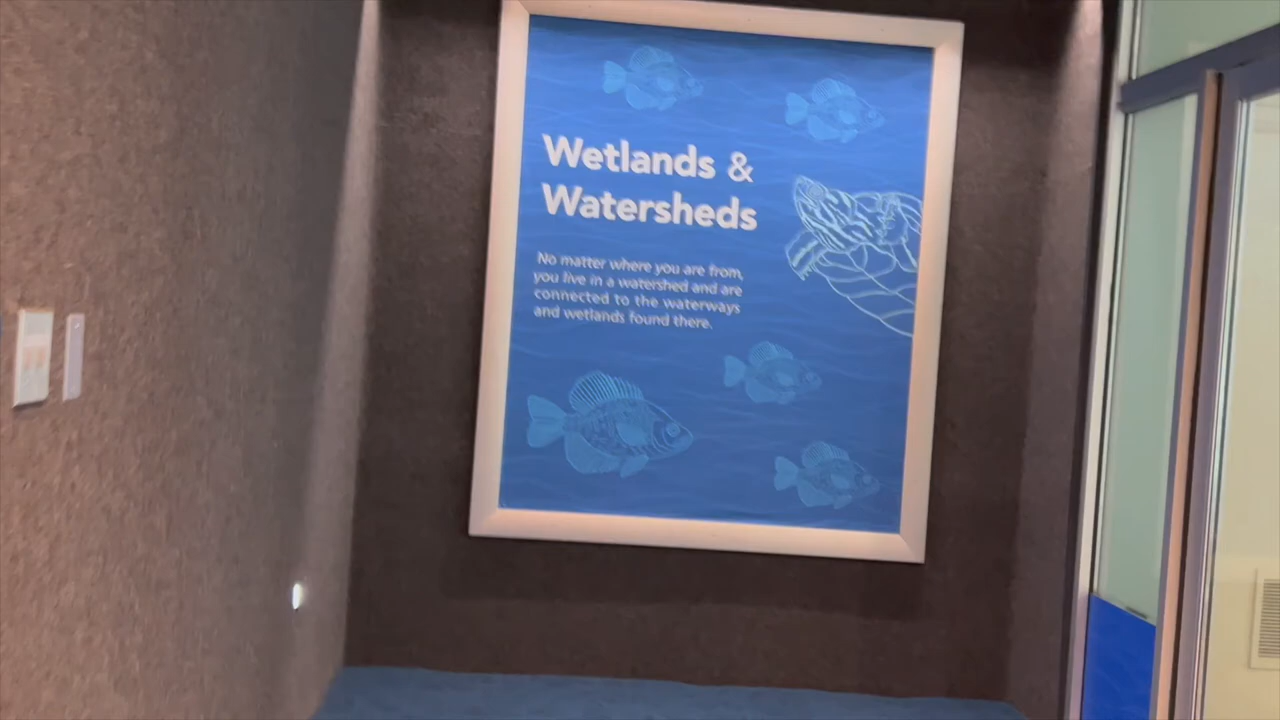 Wetlands &
Watersheds
No matter where you are from,
you live in a watershed and are
connected to the waterways
and wetlands found there.